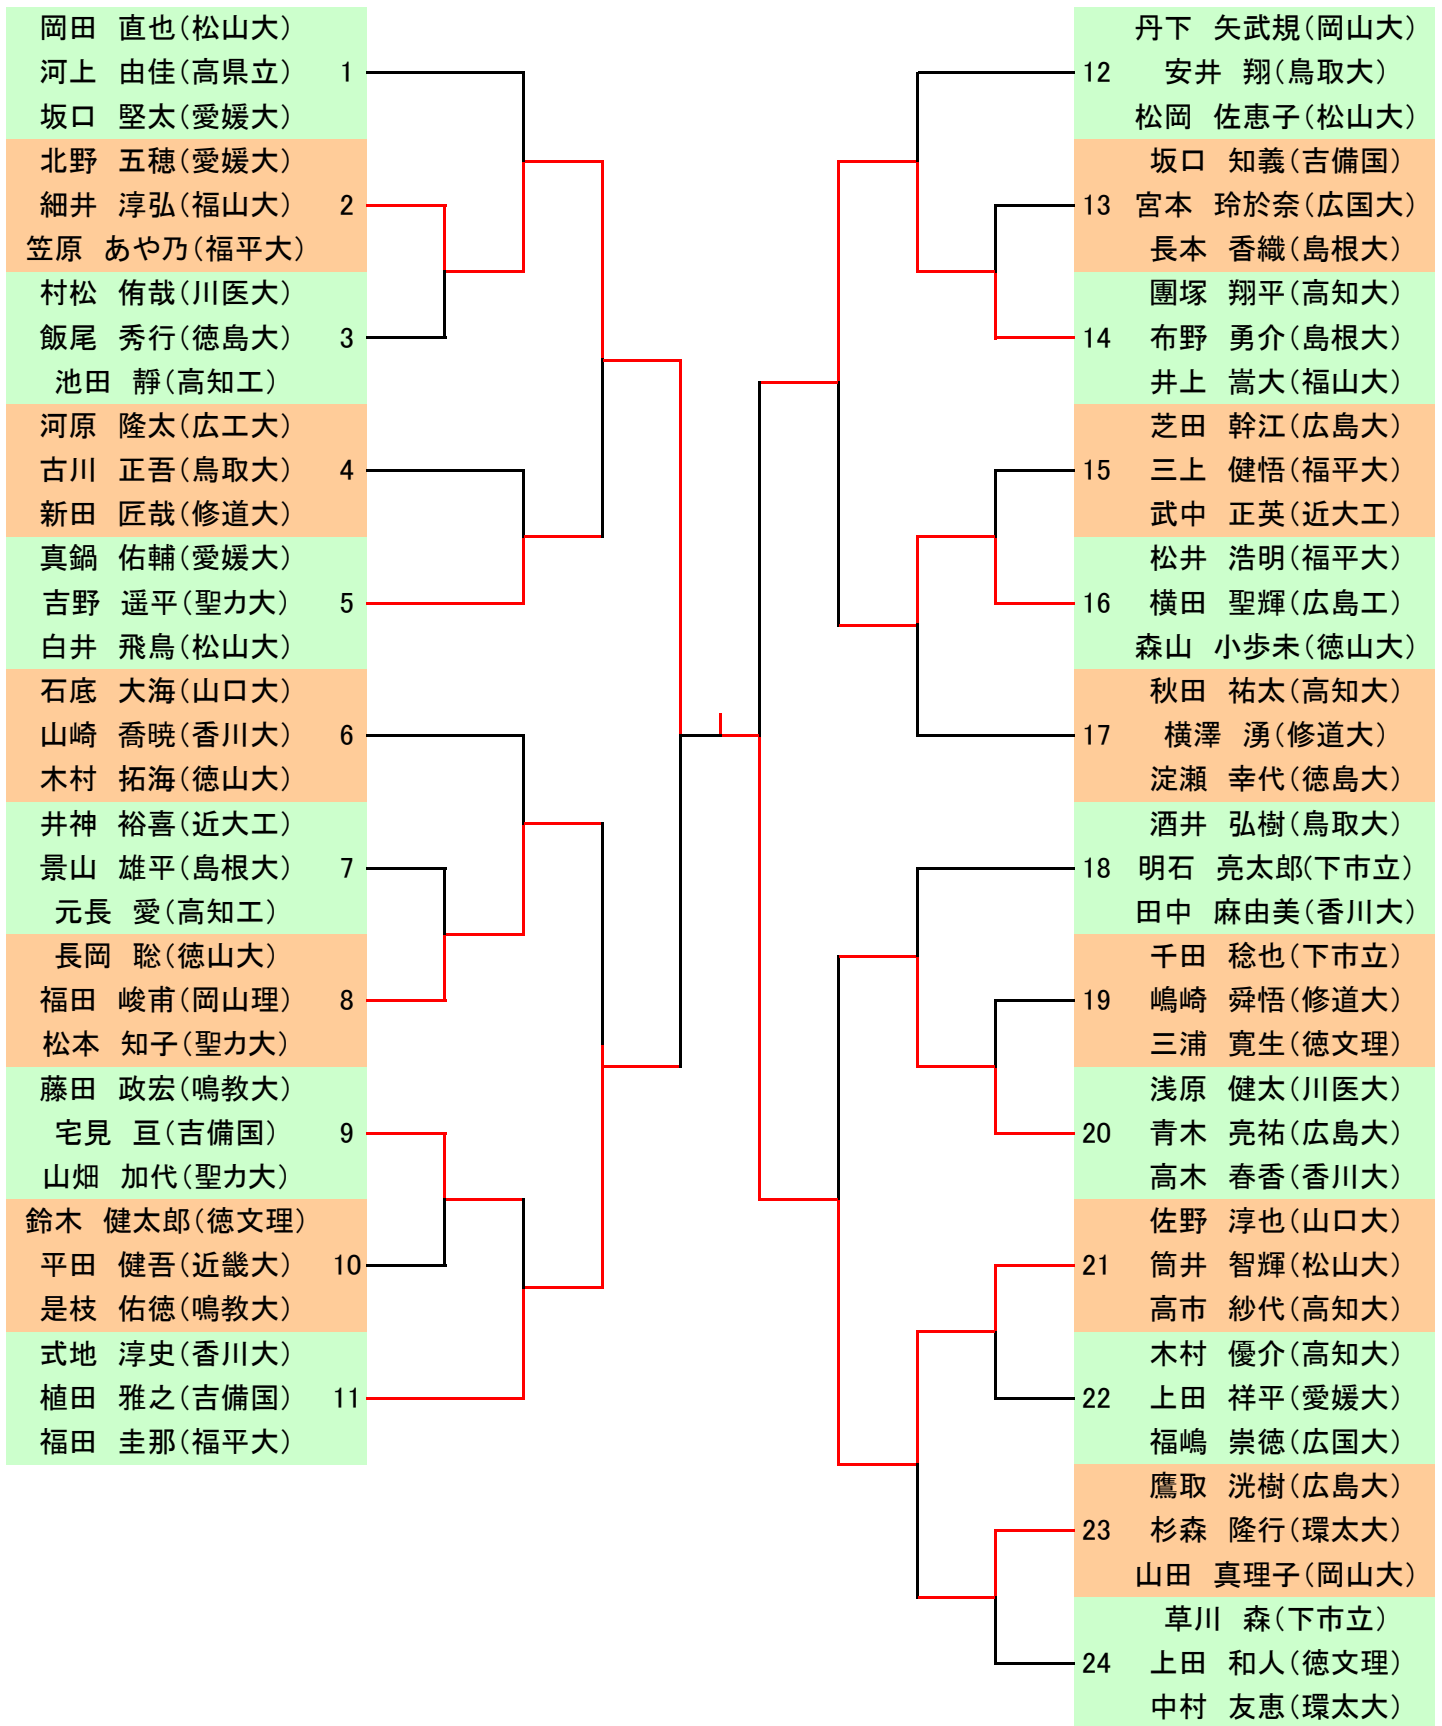 岡田 直也(松山大)
河上 由佳(高県立) 1
坂口 堅太(愛媛大)
北野 五穂(愛媛大)
細井 淳弘(福山大) 2
笠原 あや乃(福平大)
村松 侑哉(川医大)
飯尾 秀行(徳島大) 3
池田 靜(高知工)
河原 隆太(広工大)
古川 正吾(鳥取大) 4
新田 匠哉(修道大)
真鍋 佑輔(愛媛大)
吉野 遥平(聖カ大) 5
白井 飛鳥(松山大)
石底 大海(山口大)
山崎 喬暁(香川大) 6
木村 拓海(徳山大)
井神 裕喜(近大工)
景山 雄平(島根大) 7
元長 愛(高知工)
長岡 聡(徳山大)
福田 峻甫(岡山理) 8
松本 知子(聖カ大)
藤田 政宏(鳴教大)
宅見 亘(吉備国) 9
山畑 加代(聖カ大)
鈴木 健太郎(徳文理)
平田 健吾(近畿大) 10
是枝 佑徳(鳴教大)
式地 淳史(香川大)
植田 雅之(吉備国) 11
福田 圭那(福平大)
丹下 矢武規(岡山大)
12 安井 翔(鳥取大)
松岡 佐恵子(松山大)
坂口 知義(吉備国)
13 宮本 玲於奈(広国大)
長本 香織(島根大)
團塚 翔平(高知大)
14 布野 勇介(島根大)
井上 嵩大(福山大)
芝田 幹江(広島大)
15 三上 健悟(福平大)
武中 正英(近大工)
松井 浩明(福平大)
16 横田 聖輝(広島工)
森山 小歩未(徳山大)
秋田 祐太(高知大)
17 横澤 湧(修道大)
淀瀬 幸代(徳島大)
酒井 弘樹(鳥取大)
18 明石 亮太郎(下市立)
田中 麻由美(香川大)
千田 稔也(下市立)
19 嶋崎 舜悟(修道大)
三浦 寛生(徳文理)
浅原 健太(川医大)
20 青木 亮祐(広島大)
高木 春香(香川大)
佐野 淳也(山口大)
21 筒井 智輝(松山大)
高市 紗代(高知大)
木村 優介(高知大)
22 上田 祥平(愛媛大)
福嶋 崇徳(広国大)
鷹取 洸樹(広島大)
23 杉森 隆行(環太大)
山田 真理子(岡山大)
草川 森(下市立)
24 上田 和人(徳文理)
中村 友恵(環太大)